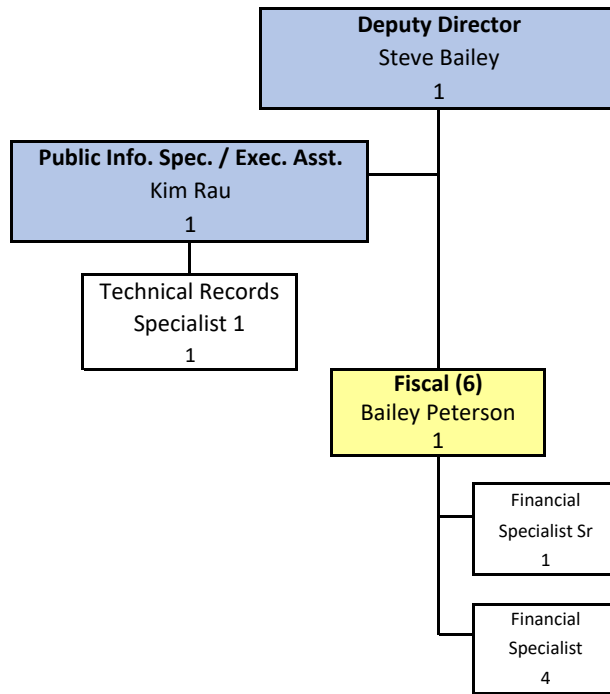 Deputy Director
Steve Bailey
1
Public Info. Spec. / Exec. Asst.
Kim Rau
1
Technical Records
Specialist 1
1
Fiscal (6)
Bailey Peterson
1
Financial
Specialist Sr
1
Financial
Specialist
4